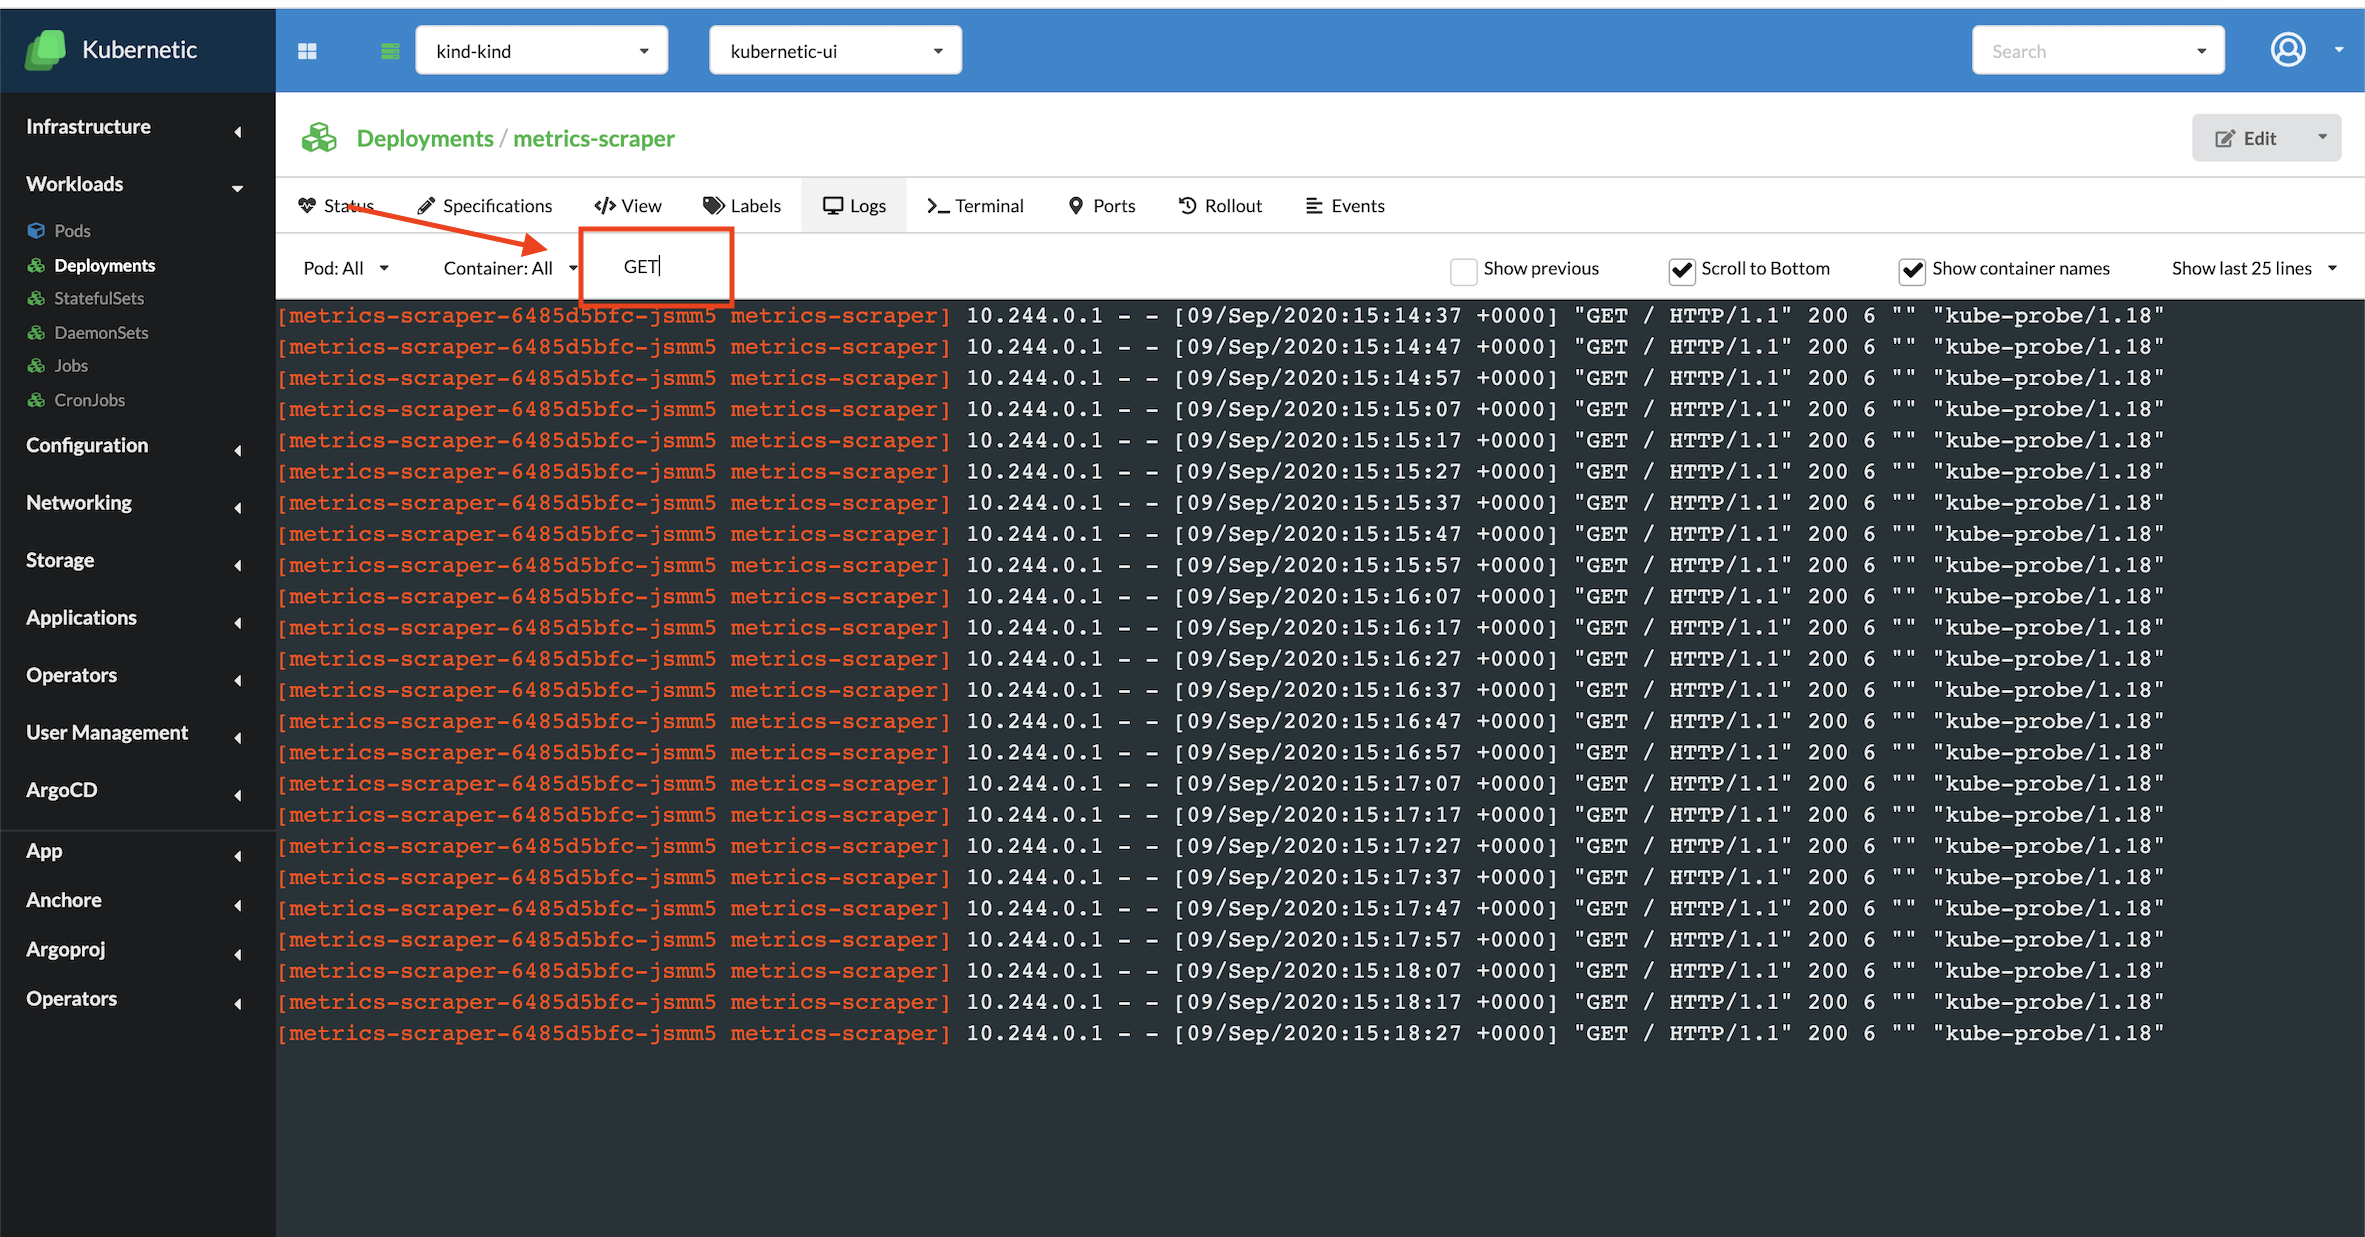 Kubernetic
kind-kind
kubernetic-ui
Search
Infrastructure
Workloads
Pods
Deployments
StatefulSets
DaemonSets
Jobs
CronJobs
Configuration
Networking
Storage
Applications
Operators
User Management
ArgoCD
App
Anchore
Argoproj
Operators
Deployments / metrics-scraper
Edit
Status Specifications View Labels Logs Terminal Ports Rollout Events
Pod: All Container: All GET Show previous Scroll to Bottom Show container names Show last 25 lines
[metrics-scraper-6485d5bfc-jsmm5 metrics-scraper] 10.244.0.1 - - [09/Sep/2020:15:14:37 +0000] "GET / HTTP/1.1" 200 6 "" "kube-probe/1.18"
[metrics-scraper-6485d5bfc-jsmm5 metrics-scraper] 10.244.0.1 - - [09/Sep/2020:15:14:47 +0000] "GET / HTTP/1.1" 200 6 "" "kube-probe/1.18"
[metrics-scraper-6485d5bfc-jsmm5 metrics-scraper] 10.244.0.1 - - [09/Sep/2020:15:14:57 +0000] "GET / HTTP/1.1" 200 6 "" "kube-probe/1.18"
[metrics-scraper-6485d5bfc-jsmm5 metrics-scraper] 10.244.0.1 - - [09/Sep/2020:15:15:07 +0000] "GET / HTTP/1.1" 200 6 "" "kube-probe/1.18"
[metrics-scraper-6485d5bfc-jsmm5 metrics-scraper] 10.244.0.1 - - [09/Sep/2020:15:15:17 +0000] "GET / HTTP/1.1" 200 6 "" "kube-probe/1.18"
[metrics-scraper-6485d5bfc-jsmm5 metrics-scraper] 10.244.0.1 - - [09/Sep/2020:15:15:27 +0000] "GET / HTTP/1.1" 200 6 "" "kube-probe/1.18"
[metrics-scraper-6485d5bfc-jsmm5 metrics-scraper] 10.244.0.1 - - [09/Sep/2020:15:15:37 +0000] "GET / HTTP/1.1" 200 6 "" "kube-probe/1.18"
[metrics-scraper-6485d5bfc-jsmm5 metrics-scraper] 10.244.0.1 - - [09/Sep/2020:15:15:47 +0000] "GET / HTTP/1.1" 200 6 "" "kube-probe/1.18"
[metrics-scraper-6485d5bfc-jsmm5 metrics-scraper] 10.244.0.1 - - [09/Sep/2020:15:15:57 +0000] "GET / HTTP/1.1" 200 6 "" "kube-probe/1.18"
[metrics-scraper-6485d5bfc-jsmm5 metrics-scraper] 10.244.0.1 - - [09/Sep/2020:15:16:07 +0000] "GET / HTTP/1.1" 200 6 "" "kube-probe/1.18"
[metrics-scraper-6485d5bfc-jsmm5 metrics-scraper] 10.244.0.1 - - [09/Sep/2020:15:16:17 +0000] "GET / HTTP/1.1" 200 6 "" "kube-probe/1.18"
[metrics-scraper-6485d5bfc-jsmm5 metrics-scraper] 10.244.0.1 - - [09/Sep/2020:15:16:27 +0000] "GET / HTTP/1.1" 200 6 "" "kube-probe/1.18"
[metrics-scraper-6485d5bfc-jsmm5 metrics-scraper] 10.244.0.1 - - [09/Sep/2020:15:16:37 +0000] "GET / HTTP/1.1" 200 6 "" "kube-probe/1.18"
[metrics-scraper-6485d5bfc-jsmm5 metrics-scraper] 10.244.0.1 - - [09/Sep/2020:15:16:47 +0000] "GET / HTTP/1.1" 200 6 "" "kube-probe/1.18"
[metrics-scraper-6485d5bfc-jsmm5 metrics-scraper] 10.244.0.1 - - [09/Sep/2020:15:16:57 +0000] "GET / HTTP/1.1" 200 6 "" "kube-probe/1.18"
[metrics-scraper-6485d5bfc-jsmm5 metrics-scraper] 10.244.0.1 - - [09/Sep/2020:15:17:07 +0000] "GET / HTTP/1.1" 200 6 "" "kube-probe/1.18"
[metrics-scraper-6485d5bfc-jsmm5 metrics-scraper] 10.244.0.1 - - [09/Sep/2020:15:17:17 +0000] "GET / HTTP/1.1" 200 6 "" "kube-probe/1.18"
[metrics-scraper-6485d5bfc-jsmm5 metrics-scraper] 10.244.0.1 - - [09/Sep/2020:15:17:27 +0000] "GET / HTTP/1.1" 200 6 "" "kube-probe/1.18"
[metrics-scraper-6485d5bfc-jsmm5 metrics-scraper] 10.244.0.1 - - [09/Sep/2020:15:17:37 +0000] "GET / HTTP/1.1" 200 6 "" "kube-probe/1.18"
[metrics-scraper-6485d5bfc-jsmm5 metrics-scraper] 10.244.0.1 - - [09/Sep/2020:15:17:47 +0000] "GET / HTTP/1.1" 200 6 "" "kube-probe/1.18"
[metrics-scraper-6485d5bfc-jsmm5 metrics-scraper] 10.244.0.1 - - [09/Sep/2020:15:17:57 +0000] "GET / HTTP/1.1" 200 6 "" "kube-probe/1.18"
[metrics-scraper-6485d5bfc-jsmm5 metrics-scraper] 10.244.0.1 - - [09/Sep/2020:15:18:07 +0000] "GET / HTTP/1.1" 200 6 "" "kube-probe/1.18"
[metrics-scraper-6485d5bfc-jsmm5 metrics-scraper] 10.244.0.1 - - [09/Sep/2020:15:18:17 +0000] "GET / HTTP/1.1" 200 6 "" "kube-probe/1.18"
[metrics-scraper-6485d5bfc-jsmm5 metrics-scraper] 10.244.0.1 - - [09/Sep/2020:15:18:27 +0000] "GET / HTTP/1.1" 200 6 "" "kube-probe/1.18"